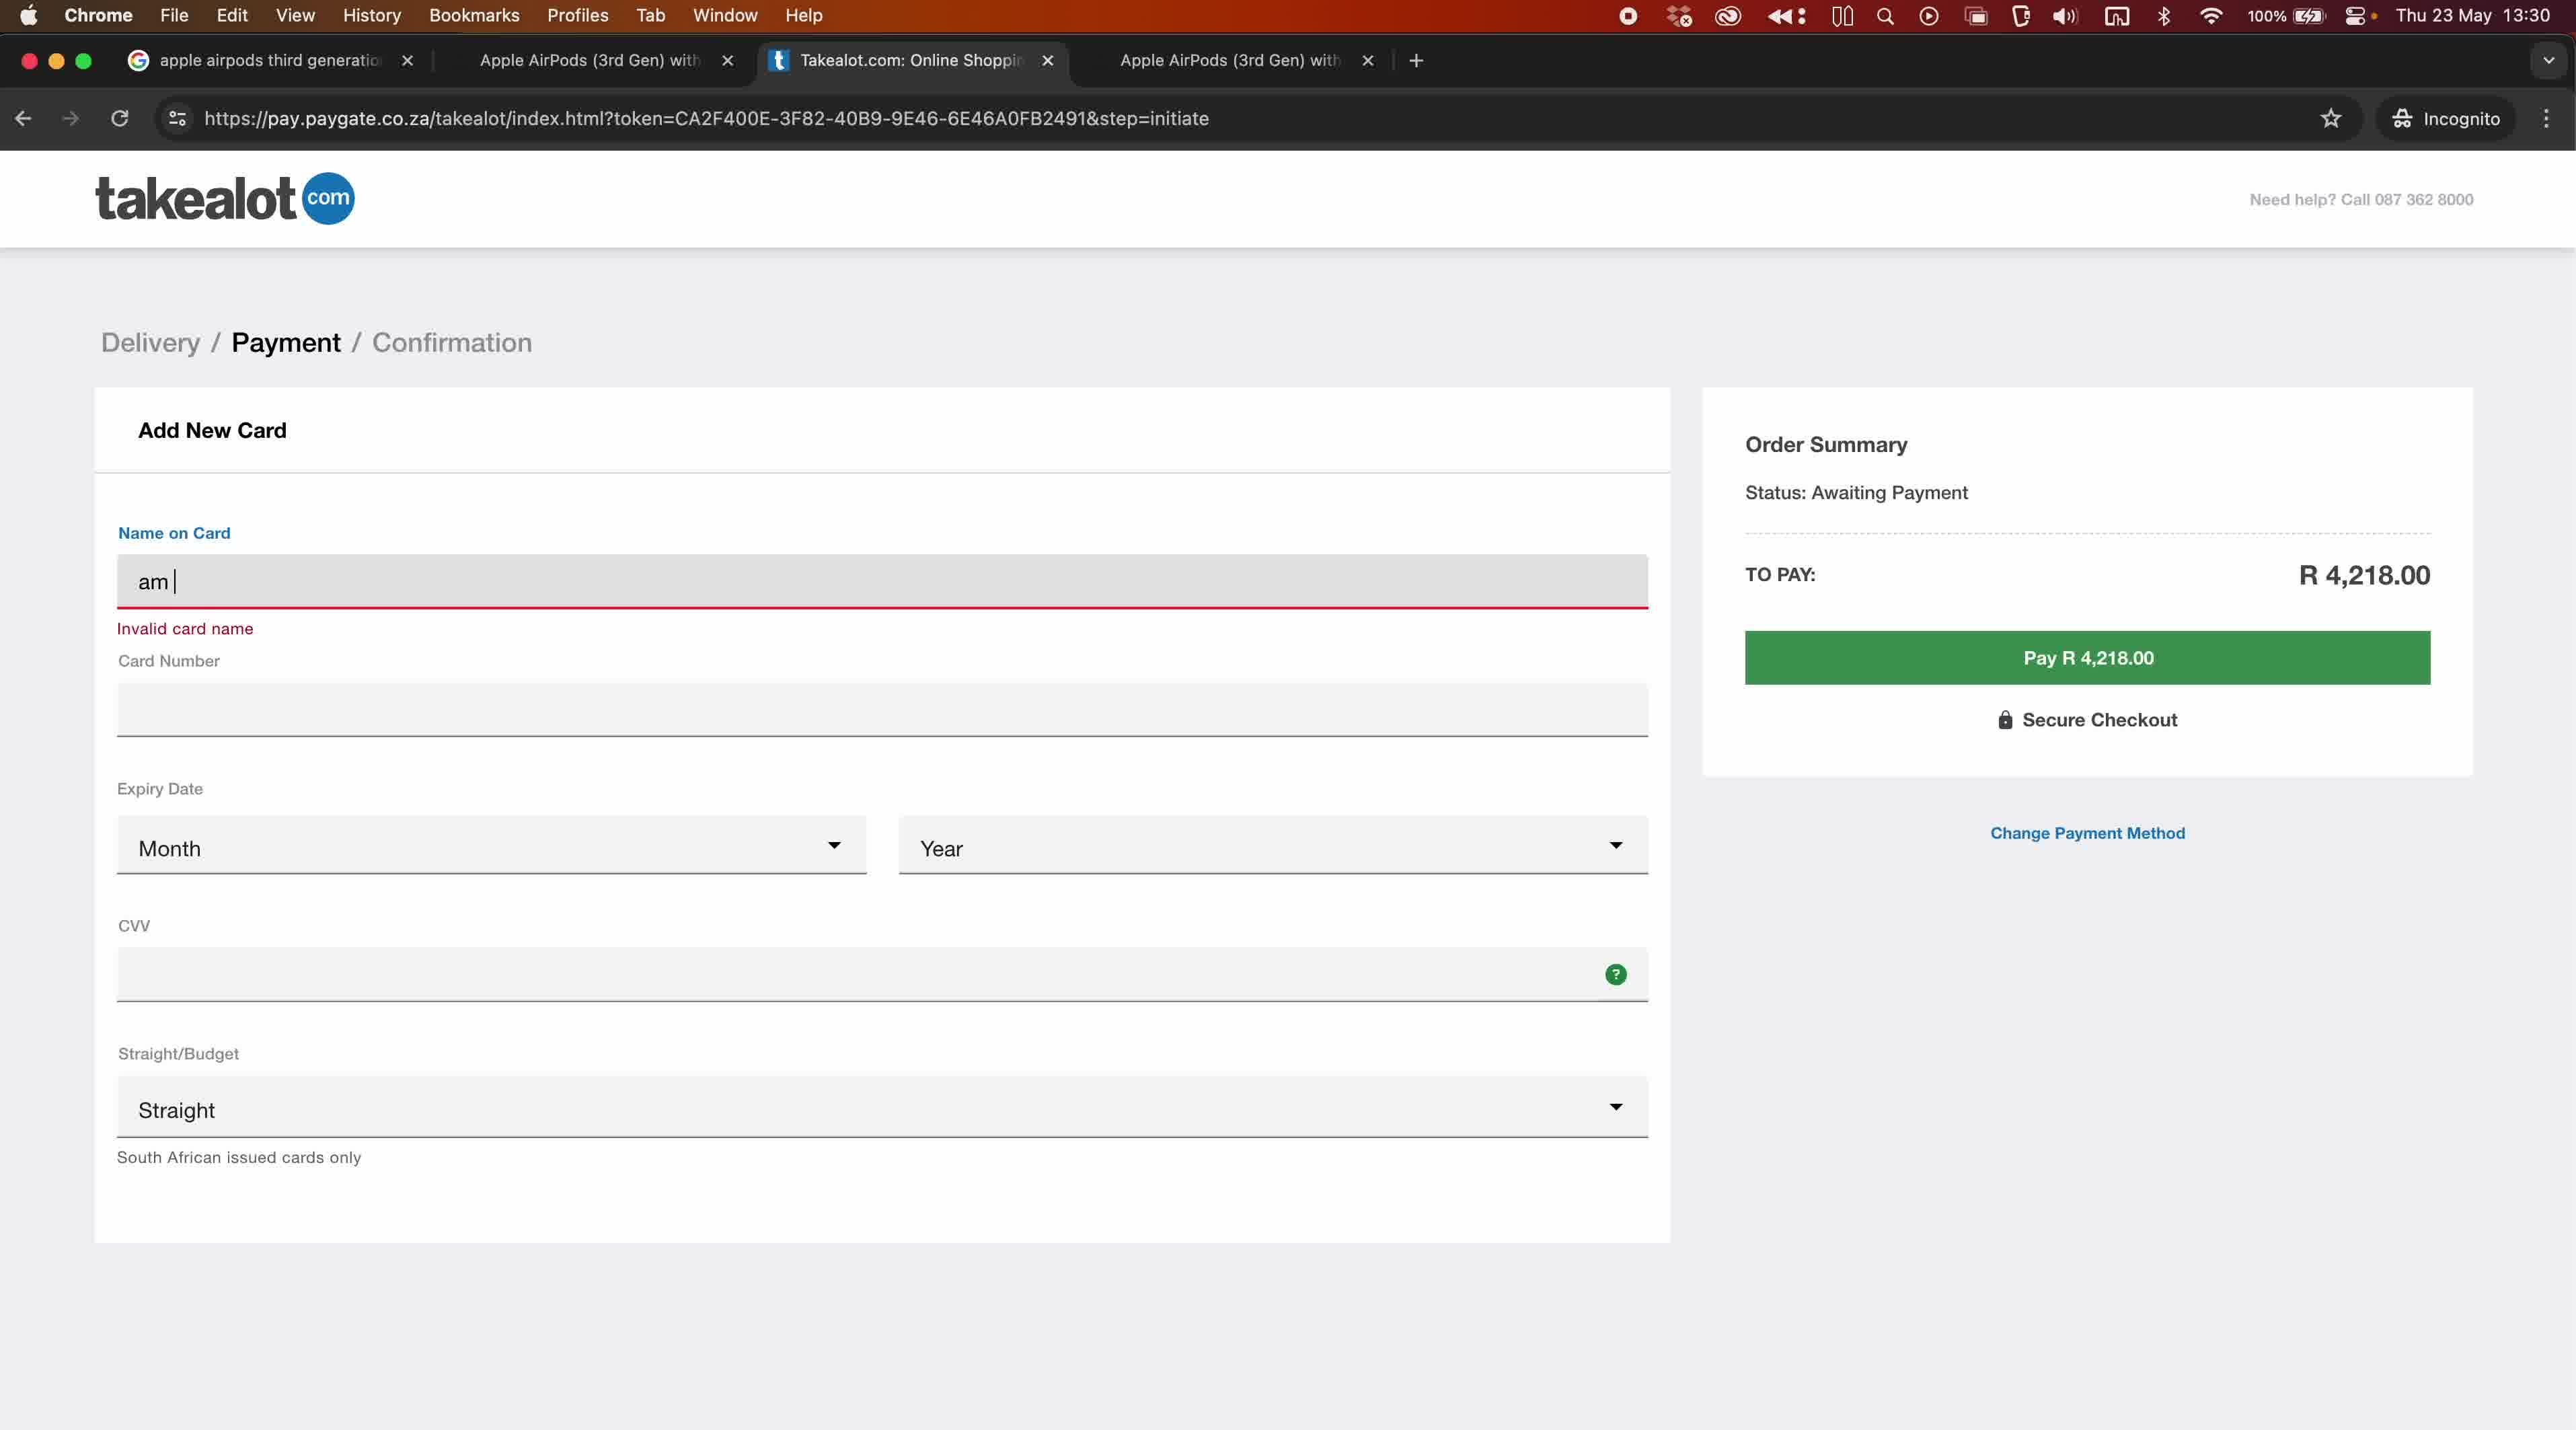 Chrome File Edit View History Bookmarks Profiles Tab Window Help 100% Thu 23 May 13:30
apple airpods third generatio Apple AirPods (3rd Gen) with Takealot.com: Online Shoppin Apple AirPods (3rd Gen) with
https://pay.paygate.co.za/takealot/index.html?token=CA2F400E-3F82-40B9-9E46-6E46A0FB2491&step=initiate Incognito
takealot com
Need help? Call 087 362 8000
Delivery / Payment / Confirmation
Add New Card
Name on Card
am
Invalid card name
Card Number
Expiry Date
Month Year
CVV
?
Straight/Budget
Straight
South African issued cards only
Order Summary
Status: Awaiting Payment
TO PAY: R 4,218.00
Pay R 4,218.00
Secure Checkout
Change Payment Method